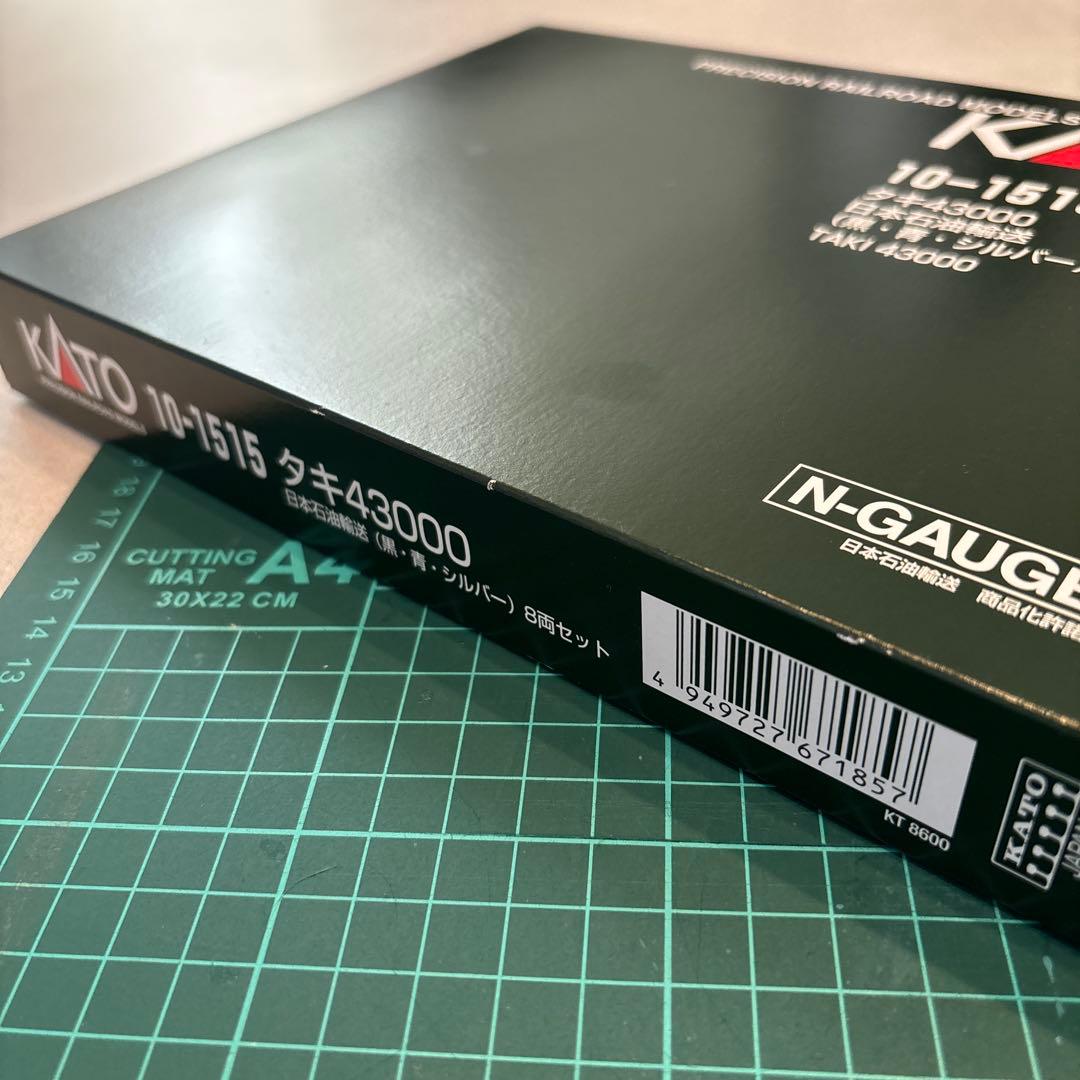 PRECISION RAILROAD MODELS
KA
10-151
タキ43000
日本石油輸送
(黒・青・シルバー)
TAKI 43000
N-GAUGE
日本石油輸送 商品化許諾
KATO
10-1515 タキ43000
日本石油輸送(黒・青・シルバー)8両セット
4 949727 671857
KT 8600
KATO
JAPAN
CUTTING
MAT
A4
30X22 CM
18
17
16
15
14
13